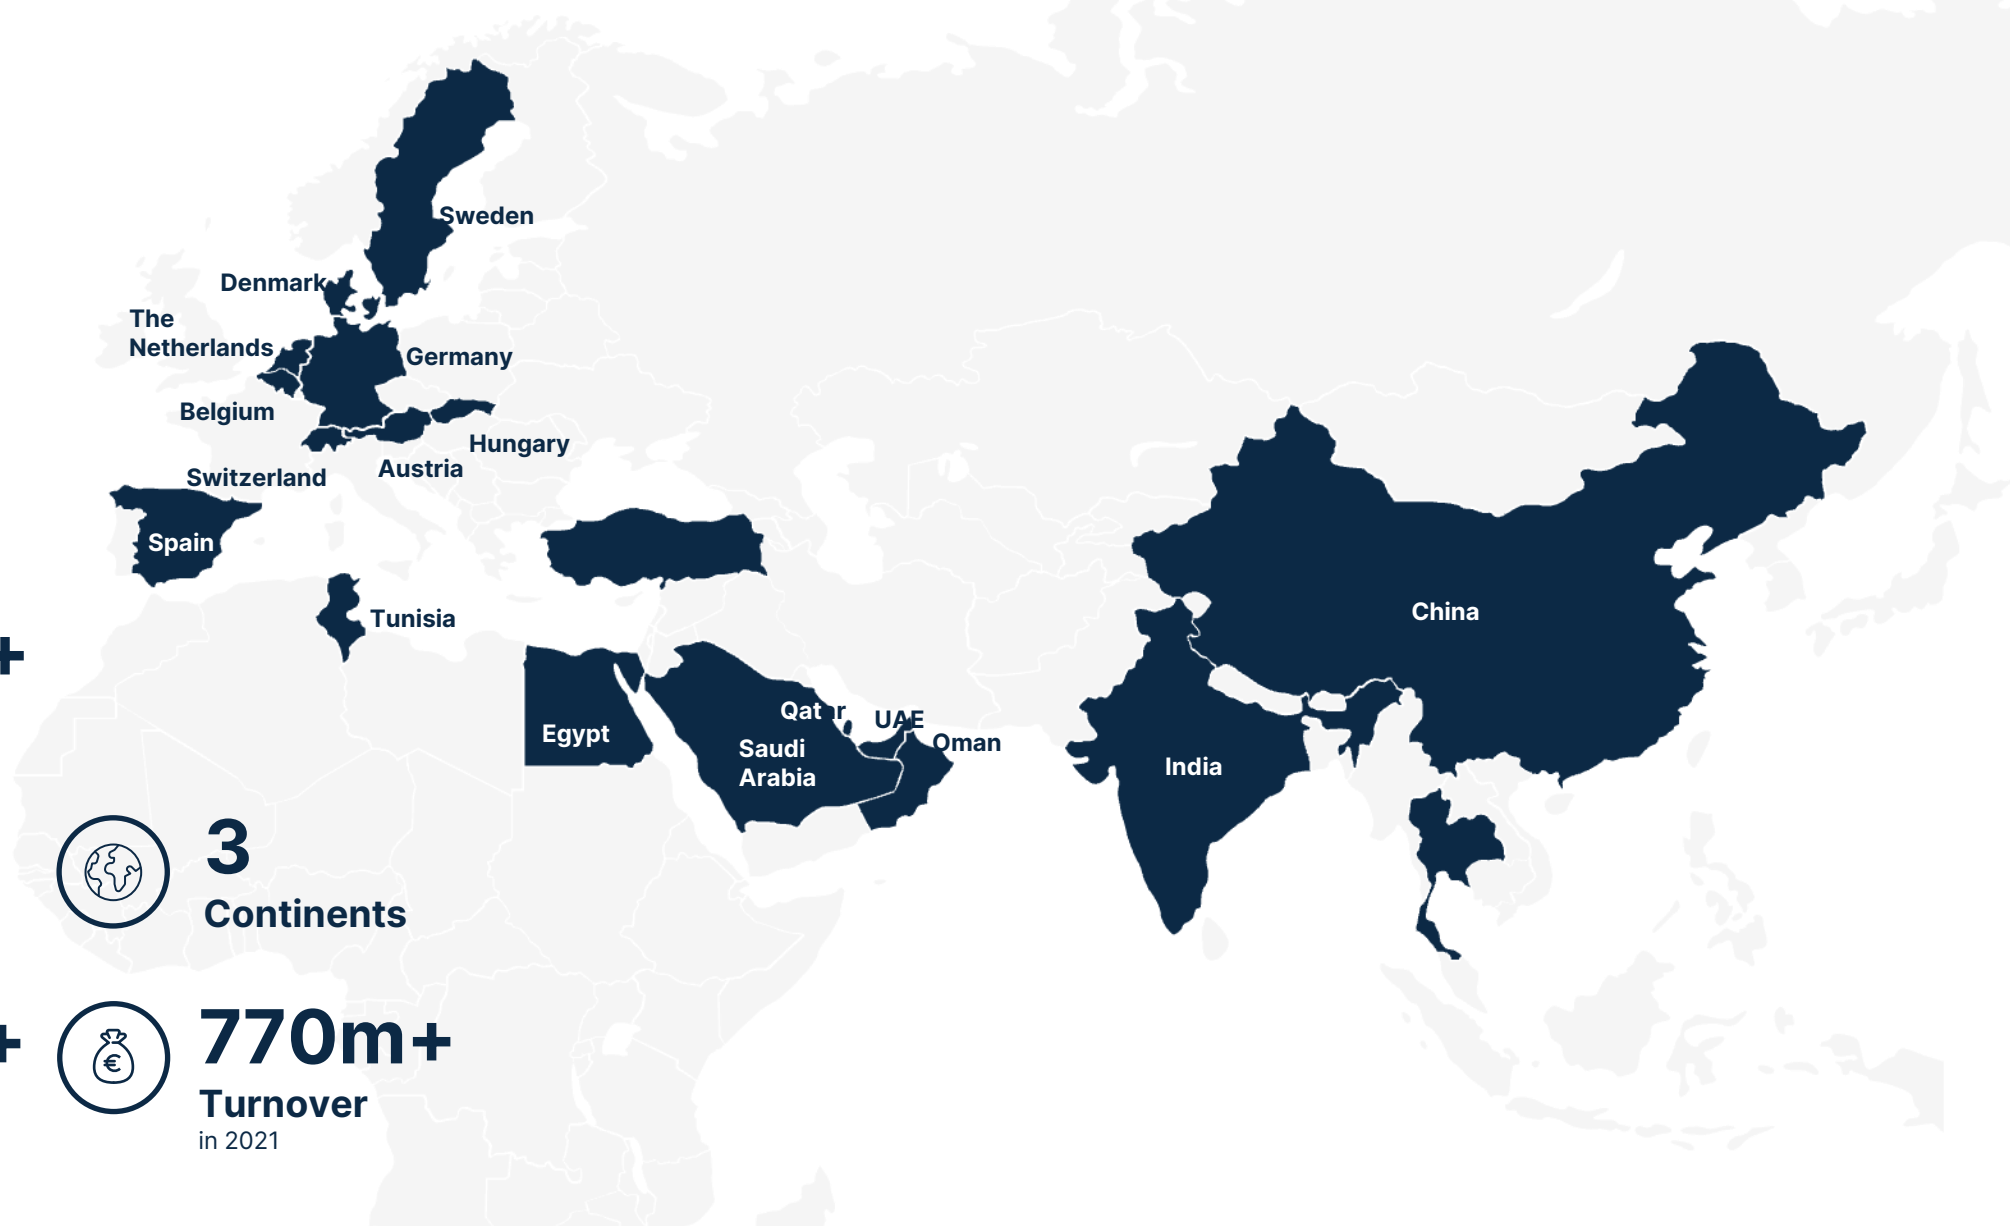 Sweden
Denmark
The
Netherlands
Germany
Belgium
Hungary
Austria
Switzerland
Spain
Tunisia
China
+
Qatar
UAE
Egypt
Oman
Saudi
Arabia
India
3
Continents
+
770m+
€
Turnover
in 2021